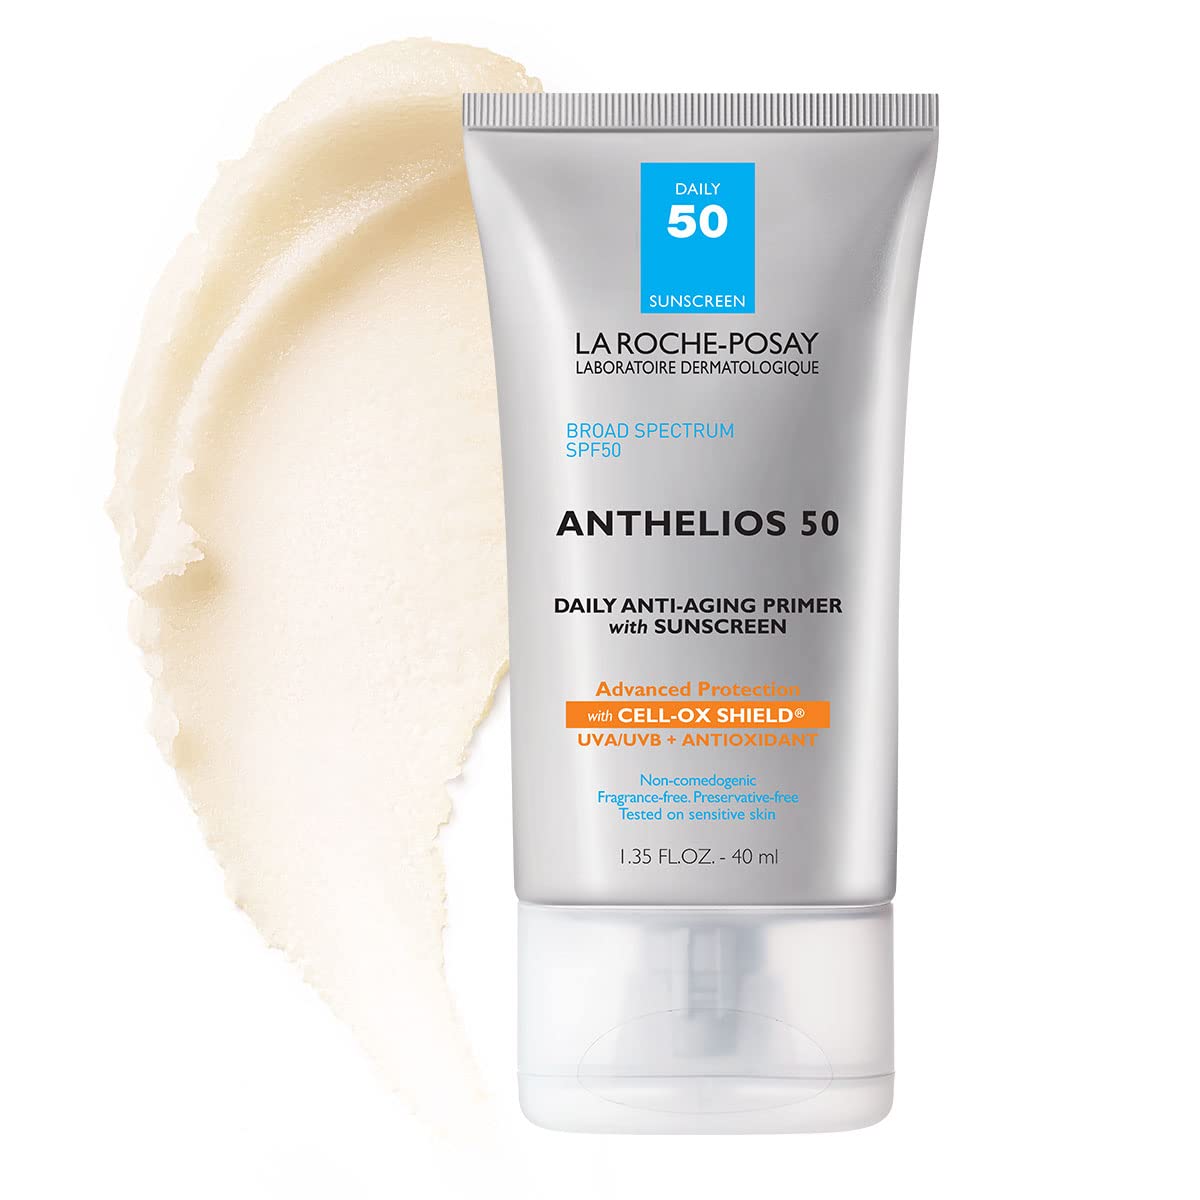 DAILY
50
SUNSCREEN
LA ROCHE-POSAY
LABORATOIRE DERMATOLOGIQUE
BROAD SPECTRUM
SPF50
ANTHELIOS 50
DAILY ANTI-AGING PRIMER
with SUNSCREEN
Advanced Protection
with CELL-OX SHIELD®
UVA/UVB + ANTIOXIDANT
Non-comedogenic
Fragrance-free. Preservative-free
Tested on sensitive skin
1.35 FL.OZ. - 40 ml